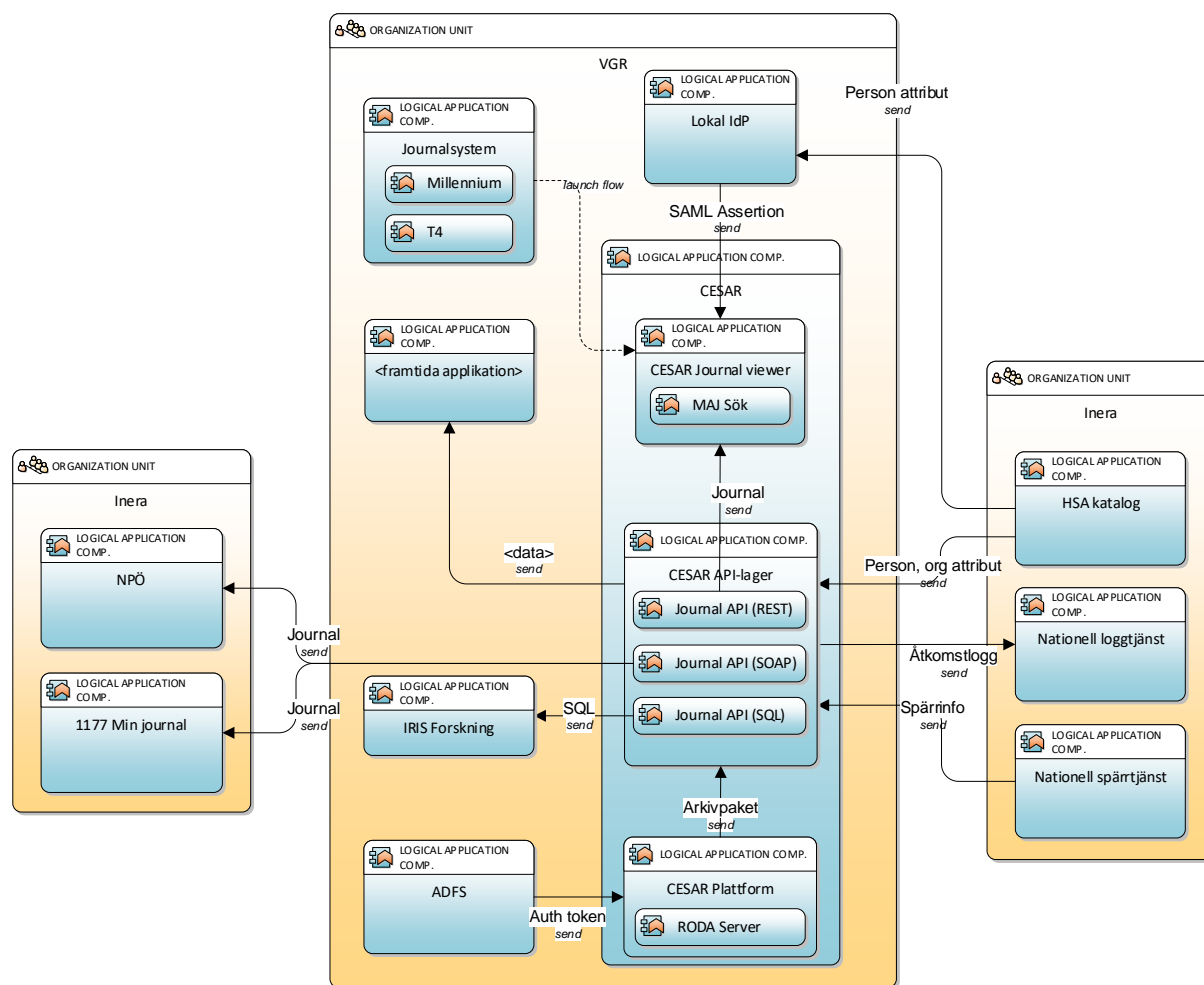 ORGANIZATION UNIT
VGR
LOGICAL APPLICATION
COMP.
Journalsystem
Millennium
T4
launch flow
LOGICAL APPLICATION
COMP.
Lokal IdP
Person attribut
send
SAML Assertion
send
LOGICAL APPLICATION COMP.
CESAR
LOGICAL APPLICATION
COMP.
CESAR Journal viewer
MAJ Sök
LOGICAL APPLICATION
COMP.
<framtida applikation>
Journal
send
<data>
send
LOGICAL APPLICATION COMP.
CESAR API-lager
Journal API (REST)
Journal API (SOAP)
Journal API (SQL)
LOGICAL APPLICATION
COMP.
IRIS Forskning
SQL
send
Arkivpaket
send
LOGICAL APPLICATION
COMP.
ADFS
Auth token
send
LOGICAL APPLICATION COMP.
CESAR Plattform
RODA Server
ORGANIZATION UNIT
Inera
LOGICAL APPLICATION
COMP.
NPÖ
LOGICAL APPLICATION
COMP.
1177 Min journal
Journal
send
Journal
send
ORGANIZATION UNIT
Inera
LOGICAL APPLICATION
COMP.
HSA katalog
Person, org attribut
send
LOGICAL APPLICATION
COMP.
Nationell loggtjänst
Åtkomstlogg
send
Spärrinfo
send
LOGICAL APPLICATION
COMP.
Nationell spärrtjänst